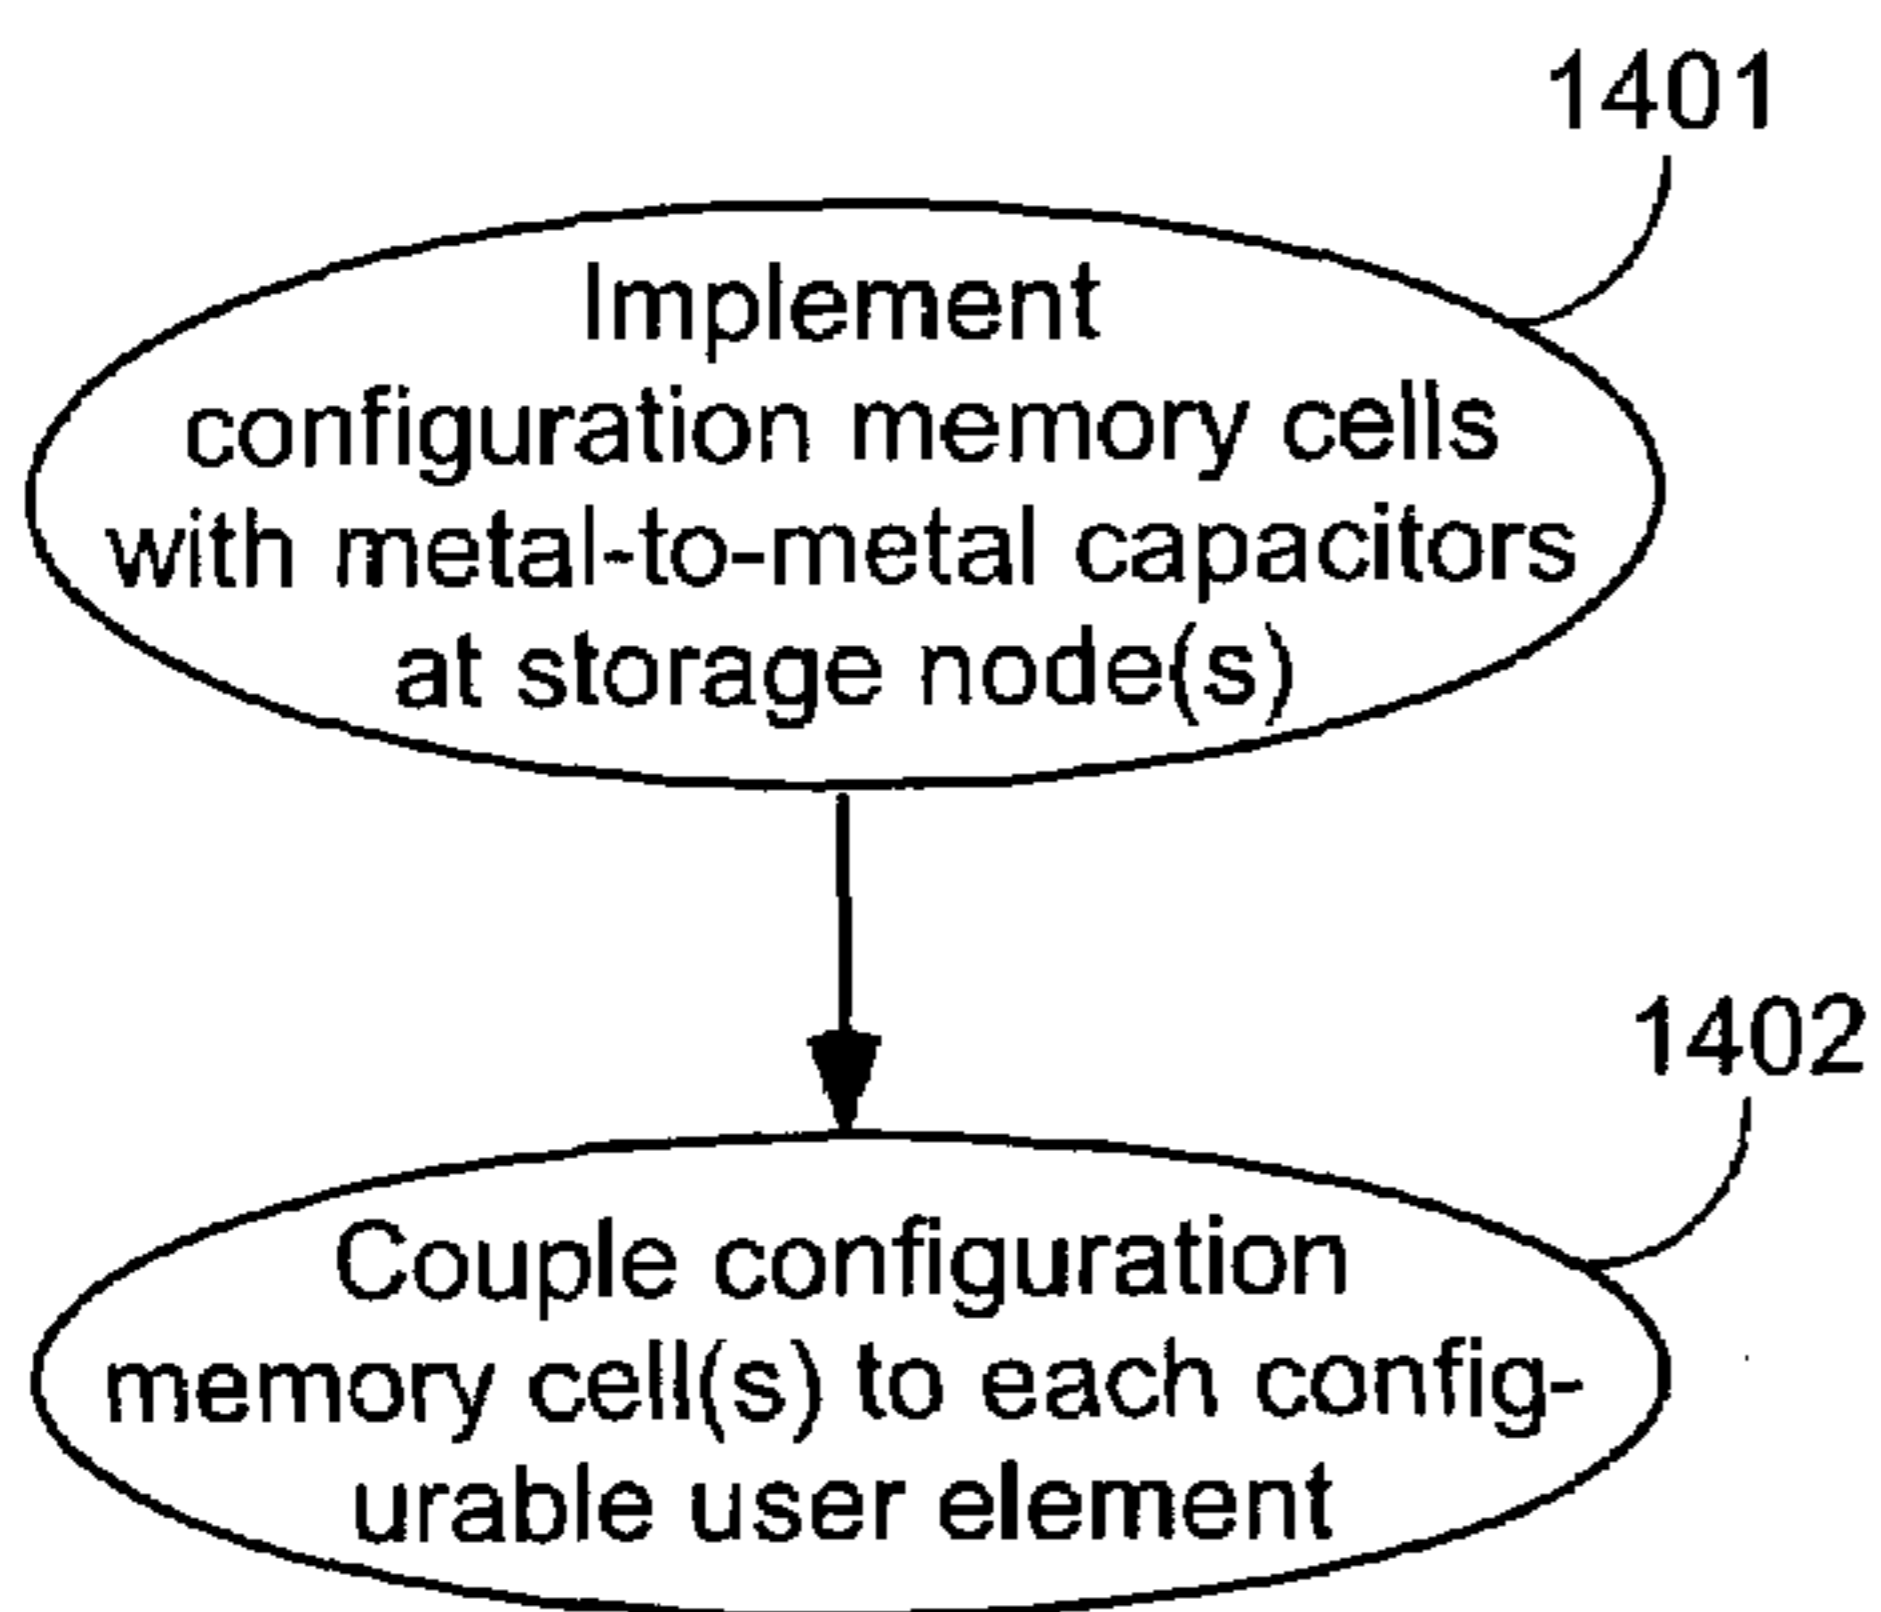 1401
Implement
configuration memory cells
with metal-to-metal capacitors
at storage node(s)
1402
Couple configuration
memory cell(s) to each config-
urable user element